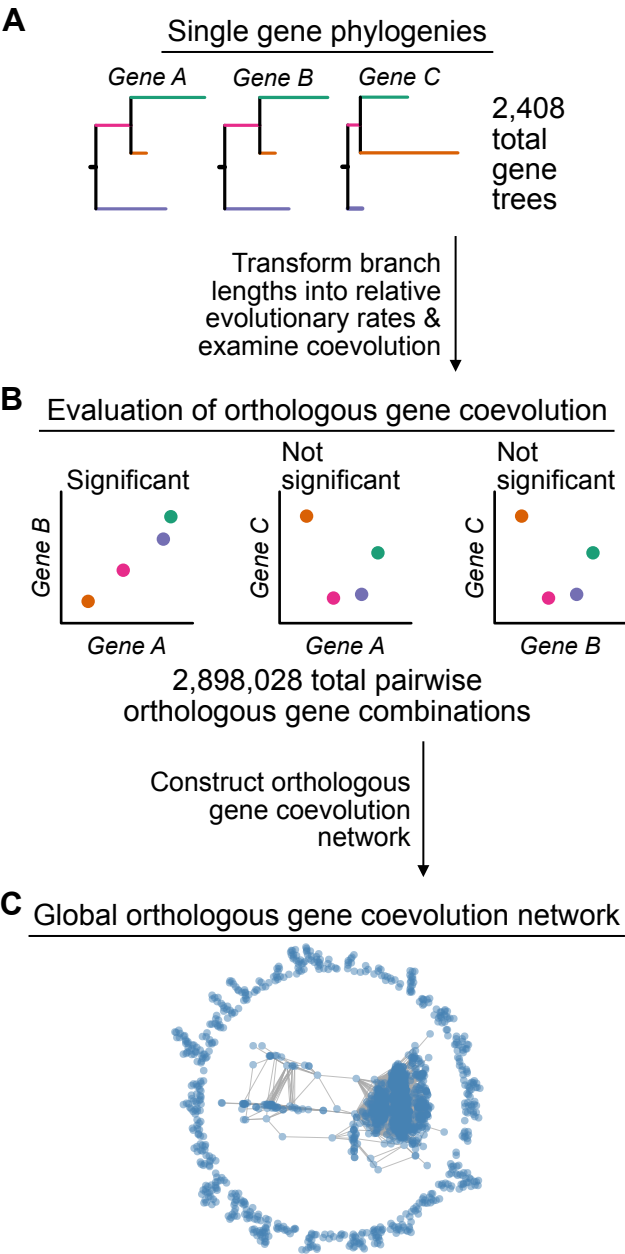 A
Single gene phylogenies
Gene A Gene B Gene C
2,408
total
gene
trees
Transform branch
lengths into relative
evolutionary rates &
examine coevolution
B
Evaluation of orthologous gene coevolution
Significant
Not
significant
Not
significant
Gene B
Gene A
Gene C
Gene A
Gene C
Gene B
2,898,028 total pairwise
orthologous gene combinations
Construct orthologous
gene coevolution
network
C
Global orthologous gene coevolution network